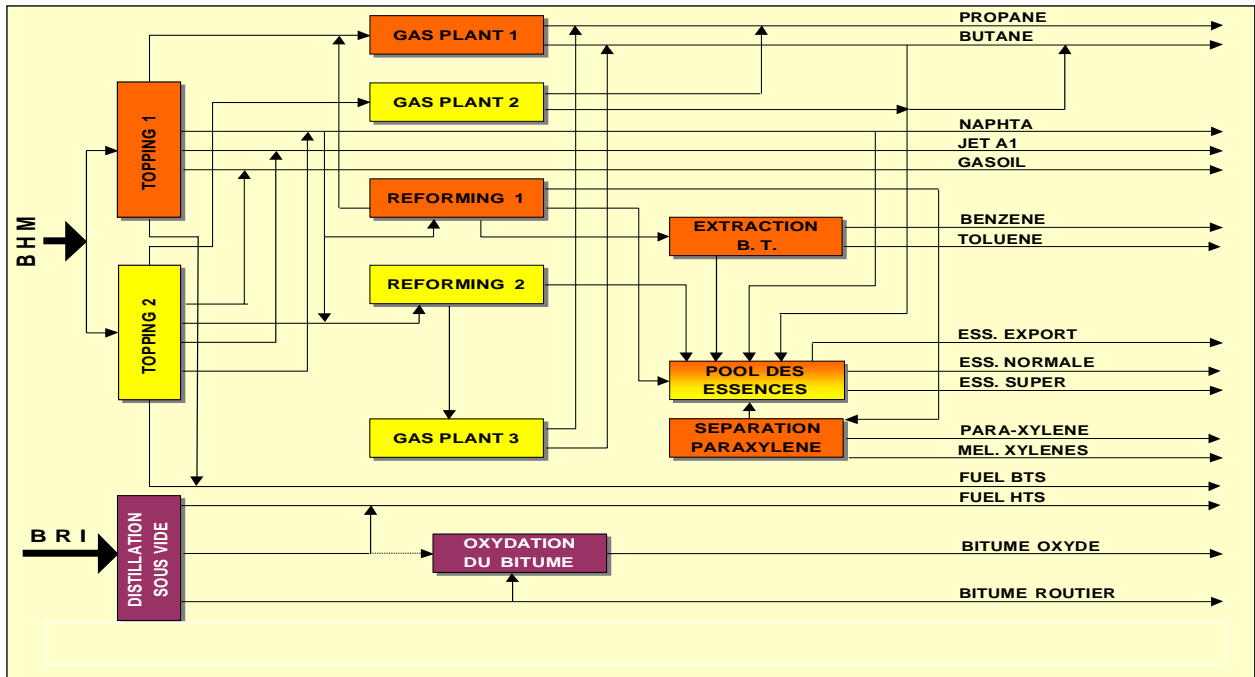 PROPANE
GAS PLANT 1
BUTANE
GAS PLANT 2
TOPPING 1
NAPHTA
JET A1
GASOIL
REFORMING 1
BHM
EXTRACTION
B. T.
BENZENE
TOLUENE
REFORMING 2
TOPPING 2
ESS. EXPORT
POOL DES
ESSENCES
ESS. NORMALE
ESS. SUPER
GAS PLANT 3
SEPARATION
PARAXYLENE
PARA-XYLENE
MEL. XYLENES
FUEL BTS
FUEL HTS
BRI
DISTILLATION
SOUS VIDE
OXYDATION
DU BITUME
BITUME OXYDE
BITUME ROUTIER